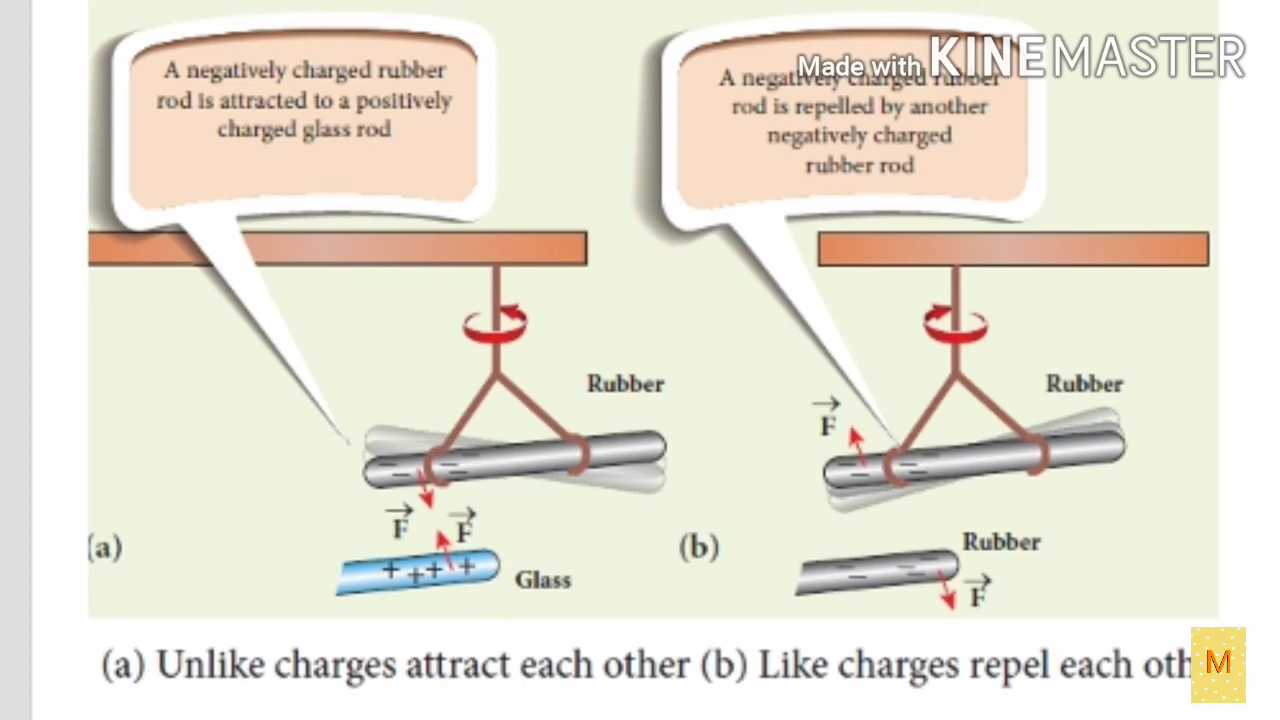 Made with KINEMASTER
A negatively charged rubber
rod is attracted to a positively
charged glass rod
A negatively charged rubber
rod is repelled by another
negatively charged
rubber rod
Rubber
Rubber
F
F
F
(a)
(b)
Rubber
Glass
F
(a) Unlike charges attract each other (b) Like charges repel each oth
M